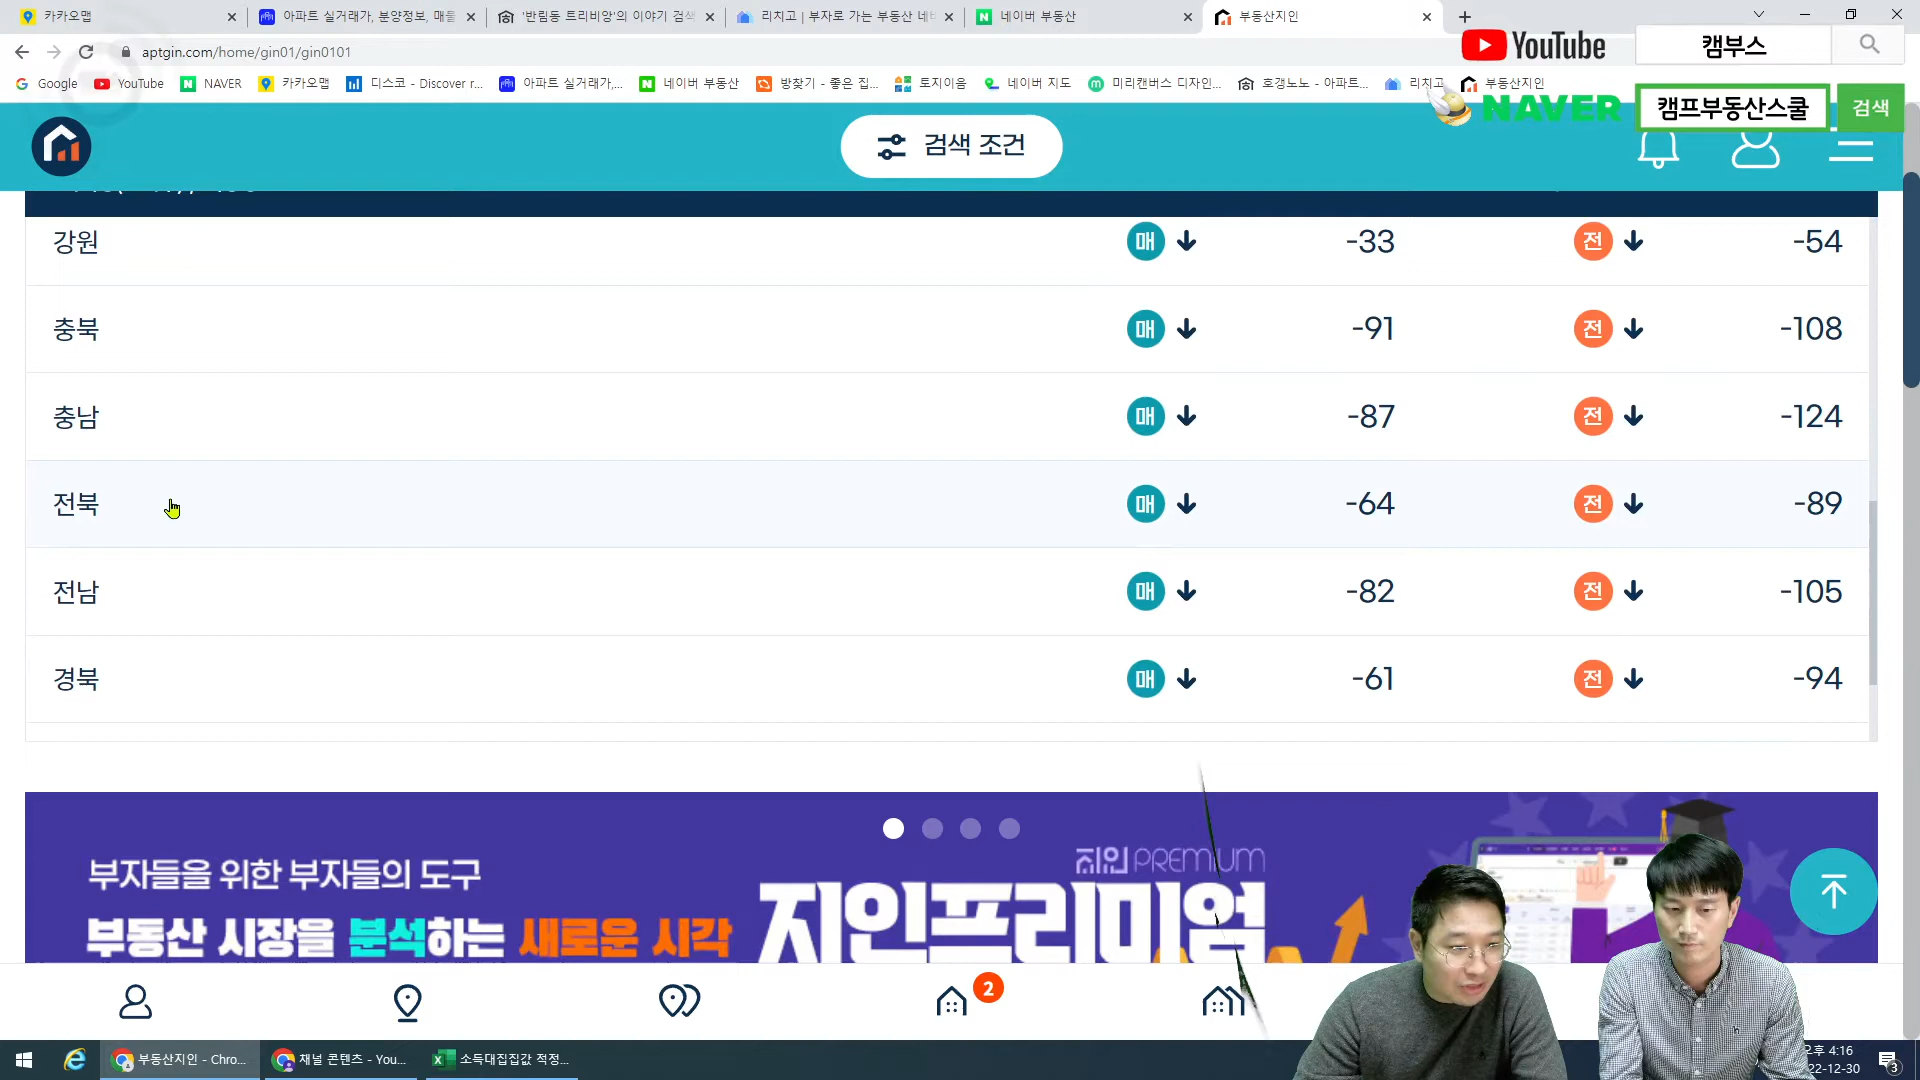 카카오맵
아파트 실거래가, 분양정보, 매물
'반림동 트리비앙'의 이야기 검색
리치고 | 부자로 가는 부동산 네비
네이버 부동산
부동산지인
aptgin.com/home/gin01/gin0101
YouTube
캠부스
Google
YouTube
NAVER
카카오맵
디스코 - Discover r...
아파트 실거래가,...
네이버 부동산
방찾기 - 좋은 집...
토지이음
네이버 지도
미리캔버스 디자인...
호갱노노 - 아파트...
리치고
부동산지인
NAVER
캠프부동산스쿨
검색
검색 조건
강원 매 -33 전 -54
충북 매 -91 전 -108
충남 매 -87 전 -124
전북 매 -64 전 -89
전남 매 -82 전 -105
경북 매 -61 전 -94
부자들을 위한 부자들의 도구
부동산 시장을 분석하는 새로운 시각
지인 PREMIUM
지인프리미엄
2
부동산지인 - Chro...
채널 콘텐츠 - You...
소득대집집값 적정...
오후 4:16
22-12-30
3